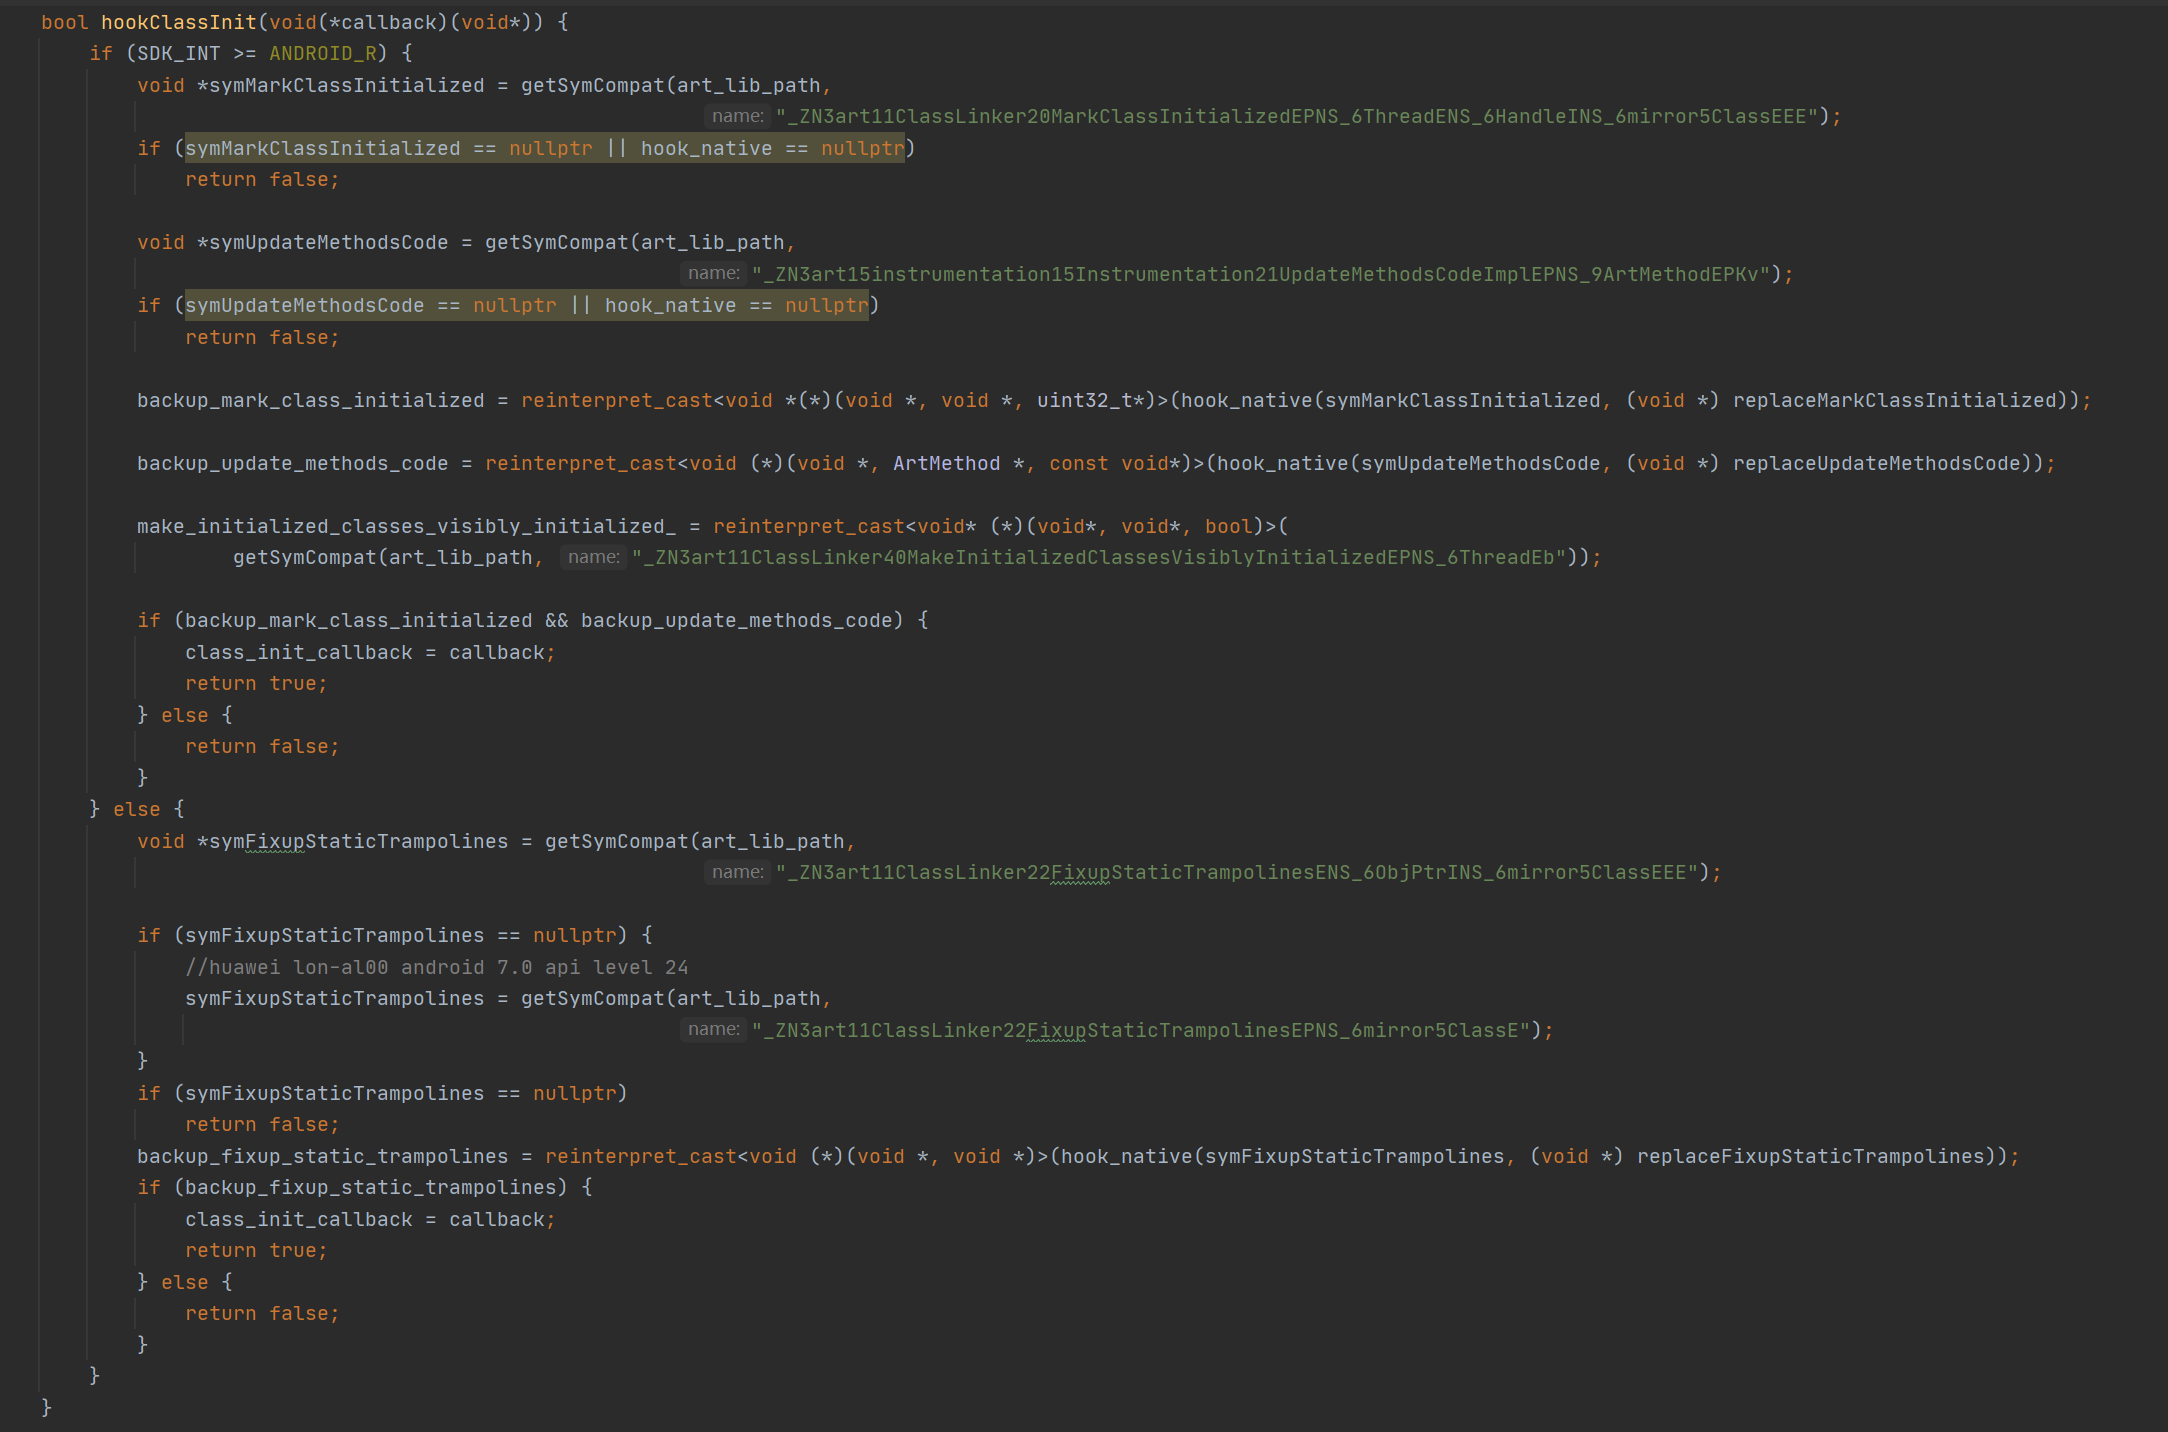 bool hookClassInit(void(*callback)(void*)) {
if (SDK_INT >= ANDROID_R) {
void *symMarkClassInitialized = getSymCompat(art_lib_path,
name: "_ZN3art11ClassLinker20MarkClassInitializedEPNS_6ThreadENS_6HandleINS_6mirror5ClassEEE");
if (symMarkClassInitialized == nullptr || hook_native == nullptr)
return false;
void *symUpdateMethodsCode = getSymCompat(art_lib_path,
name: "_ZN3art15instrumentation15Instrumentation21UpdateMethodsCodeImplEPNS_9ArtMethodEPKv");
if (symUpdateMethodsCode == nullptr || hook_native == nullptr)
return false;
backup_mark_class_initialized = reinterpret_cast<void *(*)(void *, void *, uint32_t*)>(hook_native(symMarkClassInitialized, (void *) replaceMarkClassInitialized));
backup_update_methods_code = reinterpret_cast<void (*)(void *, ArtMethod *, const void*)>(hook_native(symUpdateMethodsCode, (void *) replaceUpdateMethodsCode));
make_initialized_classes_visibly_initialized_ = reinterpret_cast<void* (*)(void*, void*, bool)>(
getSymCompat(art_lib_path, name: "_ZN3art11ClassLinker40MakeInitializedClassesVisiblyInitializedEPNS_6ThreadEb"));
if (backup_mark_class_initialized && backup_update_methods_code) {
class_init_callback = callback;
return true;
} else {
return false;
}
} else {
void *symFixupStaticTrampolines = getSymCompat(art_lib_path,
name: "_ZN3art11ClassLinker22FixupStaticTrampolinesENS_6ObjPtrINS_6mirror5ClassEEE");
if (symFixupStaticTrampolines == nullptr) {
//huawei lon-al00 android 7.0 api level 24
symFixupStaticTrampolines = getSymCompat(art_lib_path,
name: "_ZN3art11ClassLinker22FixupStaticTrampolinesEPNS_6mirror5ClassE");
}
if (symFixupStaticTrampolines == nullptr)
return false;
backup_fixup_static_trampolines = reinterpret_cast<void (*)(void *, void *)>(hook_native(symFixupStaticTrampolines, (void *) replaceFixupStaticTrampolines));
if (backup_fixup_static_trampolines) {
class_init_callback = callback;
return true;
} else {
return false;
}
}
}